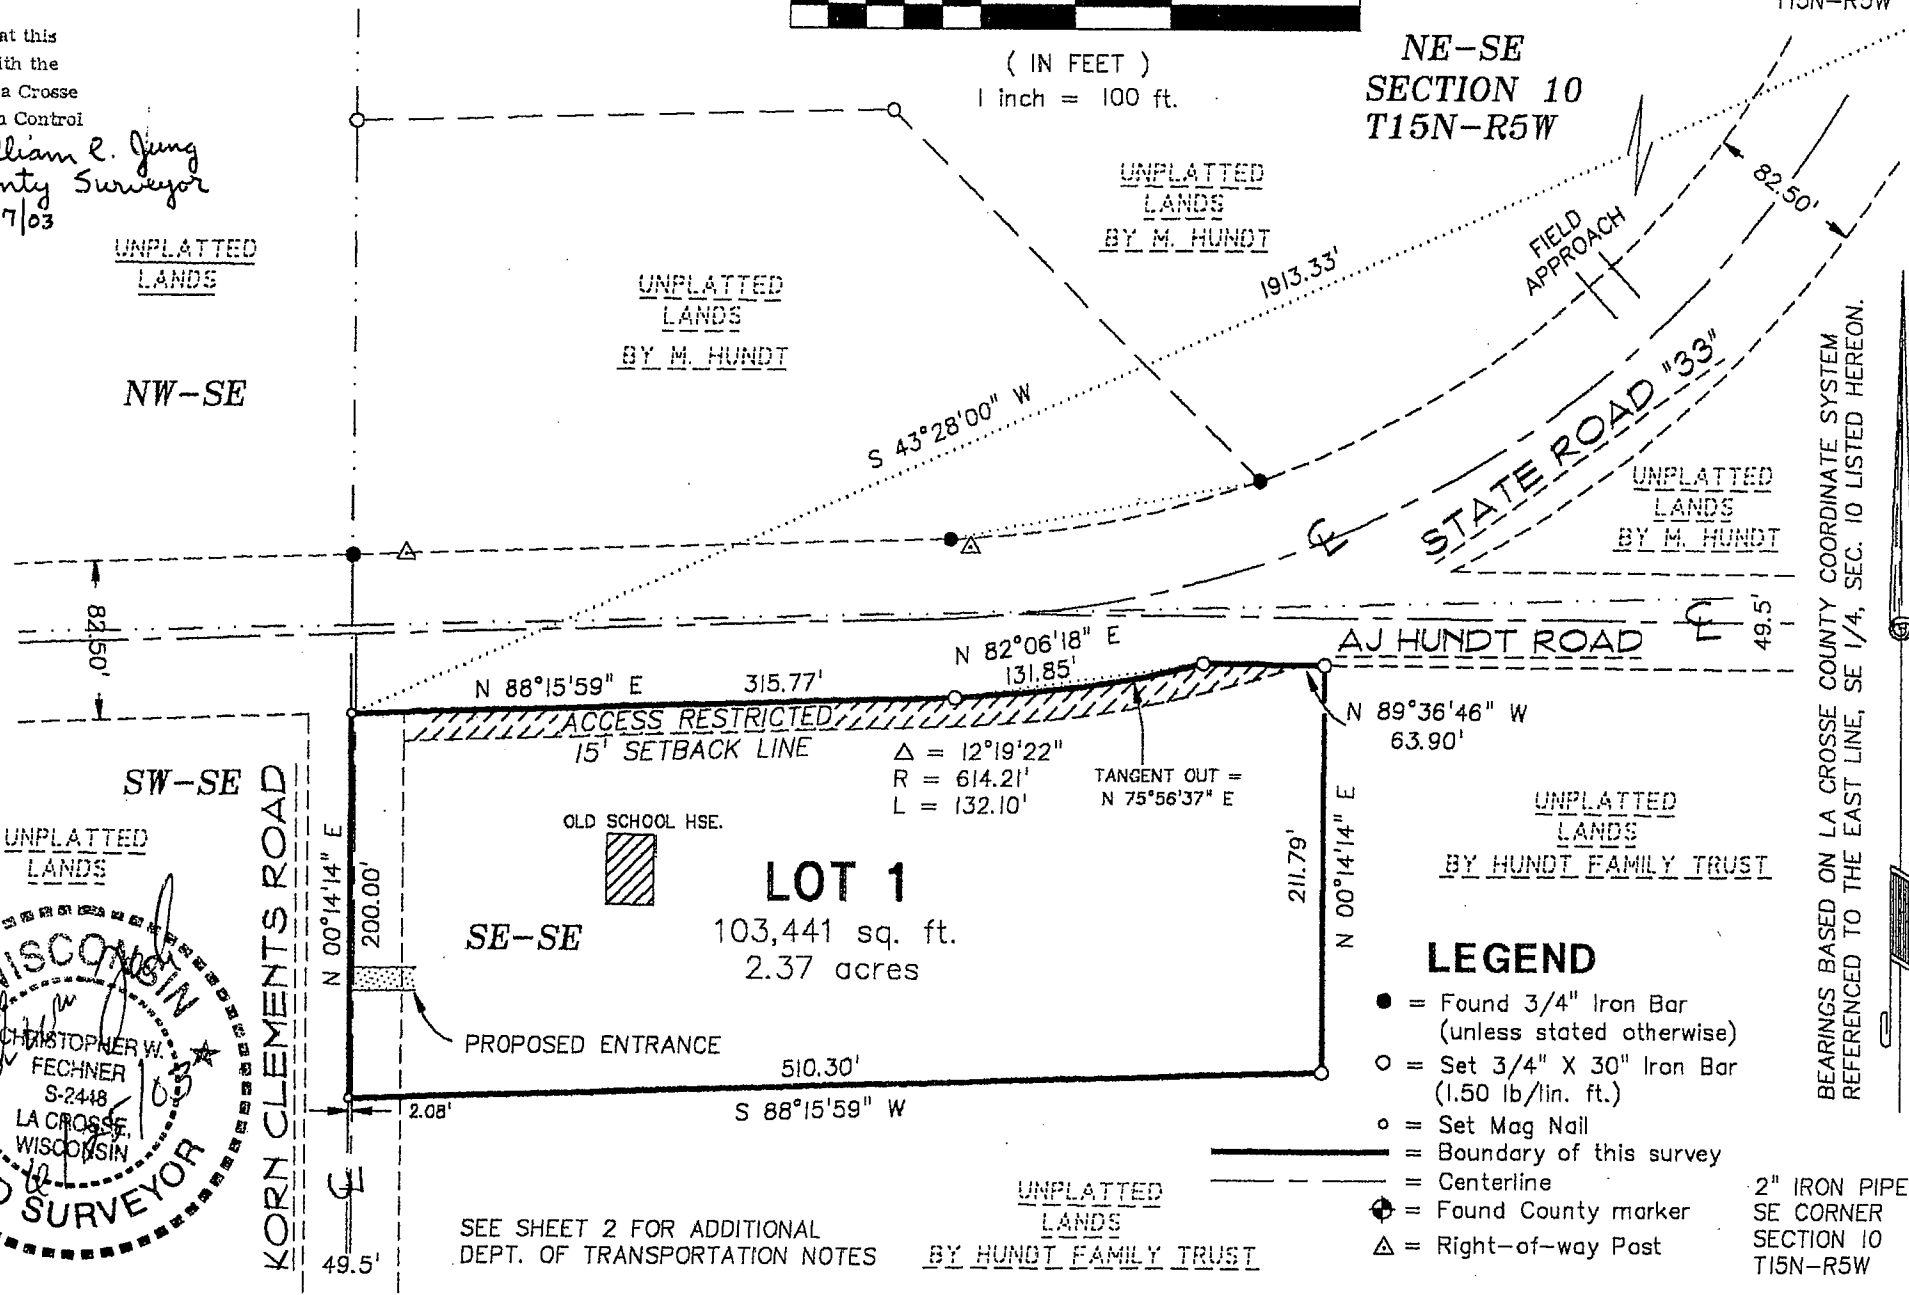 at this
ith the
a Crosse
n Control
lliam C. Jung
nty Surveyor
7/03
( IN FEET )
1 inch = 100 ft.
T15N-R5W
NE-SE
SECTION 10
T15N-R5W
UNPLATTED
LANDS
UNPLATTED
LANDS
BY M. HUNDT
UNPLATTED
LANDS
BY M. HUNDT
82.50'
FIELD
APPROACH
1913.33'
NW-SE
S 43°28'00" W
STATE ROAD "33"
UNPLATTED
LANDS
BY M. HUNDT
BEARINGS BASED ON LA CROSSE COUNTY COORDINATE SYSTEM
REFERENCED TO THE EAST LINE, SE 1/4, SEC. 10 LISTED HEREON.
82.50'
49.5'
AJ HUNDT ROAD
N 82°06'18" E
131.85'
N 88°15'59" E
315.77'
ACCESS RESTRICTED
15' SETBACK LINE
N 89°36'46" W
63.90'
Δ = 12°19'22"
R = 614.21'
L = 132.10'
TANGENT OUT =
N 75°56'37" E
SW-SE
UNPLATTED
LANDS
KORN CLEMENTS ROAD
N 00°14'14" E
200.00'
OLD SCHOOL HSE.
LOT 1
103,441 sq. ft.
2.37 acres
SE-SE
211.79'
N 00°14'14" E
UNPLATTED
LANDS
BY HUNDT FAMILY TRUST
PROPOSED ENTRANCE
510.30'
S 88°15'59" W
2.08'
49.5'
WISCONSIN
CHRISTOPHER W.
FECHNER
S-2448
LA CROSSE,
WISCONSIN
SURVEYOR
LEGEND
= Found 3/4" Iron Bar
(unless stated otherwise)
= Set 3/4" X 30" Iron Bar
(1.50 lb/lin. ft.)
= Set Mag Nail
= Boundary of this survey
= Centerline
= Found County marker
= Right-of-way Post
SEE SHEET 2 FOR ADDITIONAL
DEPT. OF TRANSPORTATION NOTES
UNPLATTED
LANDS
BY HUNDT FAMILY TRUST
2" IRON PIPE
SE CORNER
SECTION 10
T15N-R5W